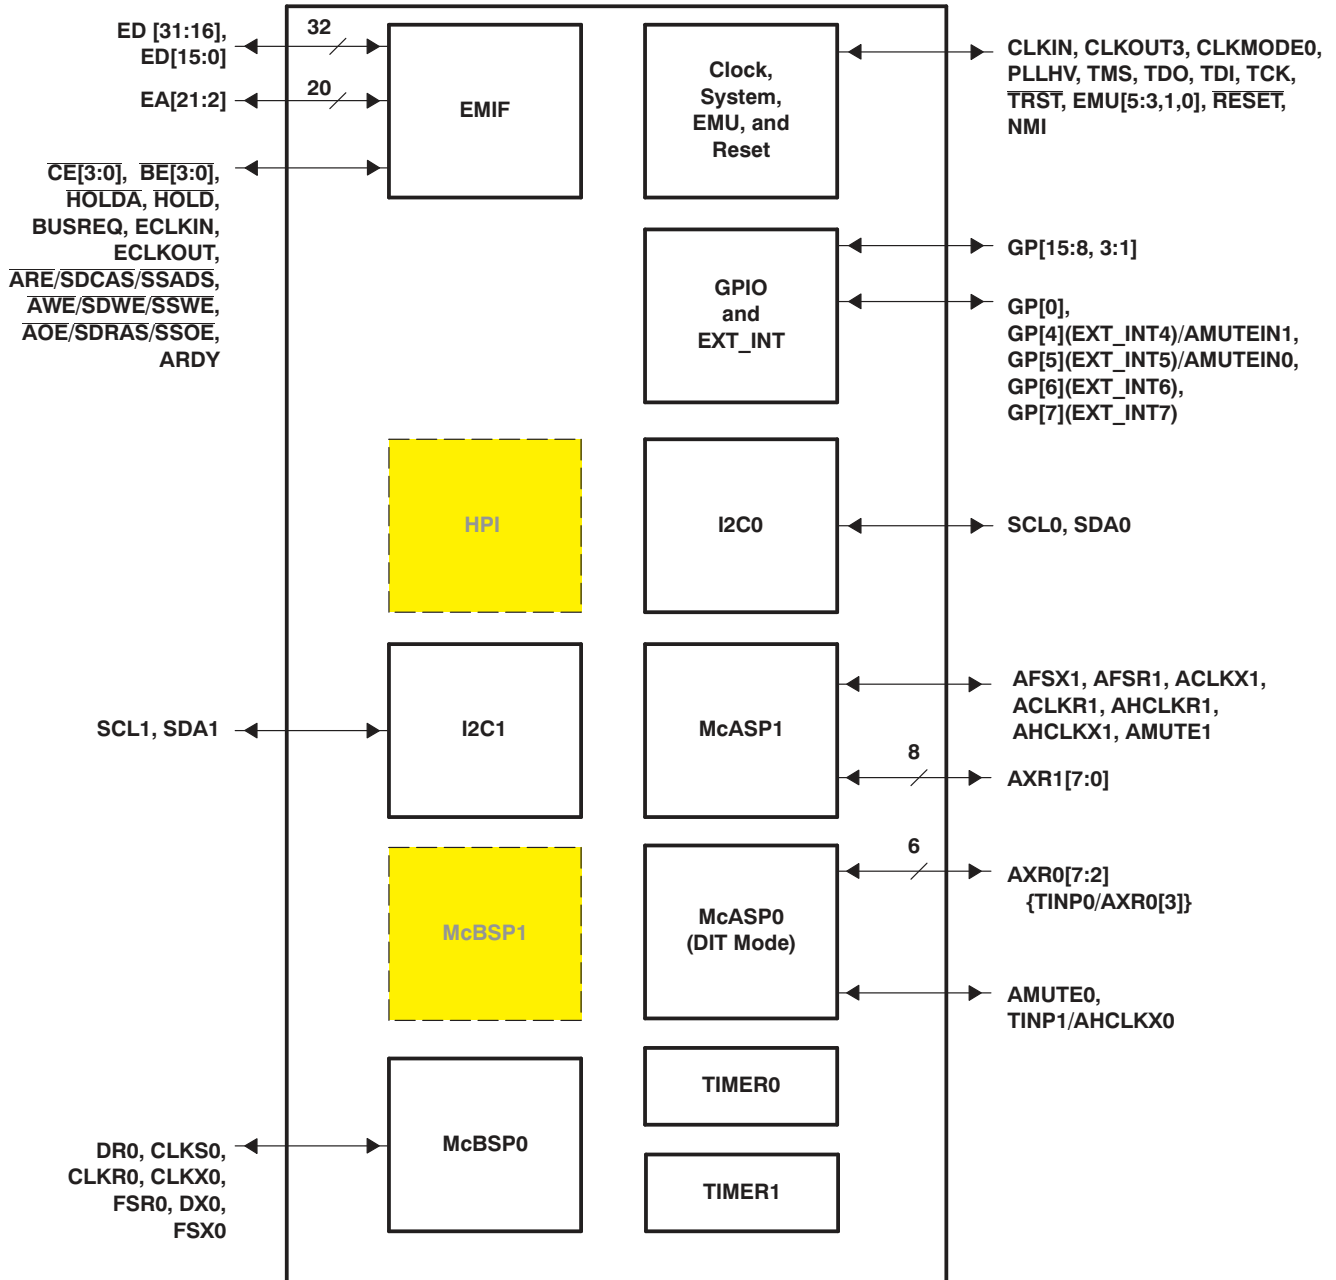 ED [31:16],
ED[15:0]
32
EA[21:2]
20
EMIF
CE[3:0], BE[3:0],
HOLDA, HOLD,
BUSREQ, ECLKIN,
ECLKOUT,
ARE/SDCAS/SSADS,
AWE/SDWE/SSWE,
AOE/SDRAS/SSOE,
ARDY
Clock,
System,
EMU, and
Reset
CLKIN, CLKOUT3, CLKMODE0,
PLLHV, TMS, TDO, TDI, TCK,
TRST, EMU[5:3,1,0], RESET,
NMI
GPIO
and
EXT_INT
GP[15:8, 3:1]
GP[0],
GP[4](EXT_INT4)/AMUTEIN1,
GP[5](EXT_INT5)/AMUTEIN0,
GP[6](EXT_INT6),
GP[7](EXT_INT7)
HPI
I2C0
SCL0, SDA0
SCL1, SDA1
I2C1
McASP1
AFSX1, AFSR1, ACLKX1,
ACLKR1, AHCLKR1,
AHCLKX1, AMUTE1
8
AXR1[7:0]
McBSP1
McASP0
(DIT Mode)
6
AXR0[7:2]
{TINP0/AXR0[3]}
AMUTE0,
TINP1/AHCLKX0
DR0, CLKS0,
CLKR0, CLKX0,
FSR0, DX0,
FSX0
McBSP0
TIMER0
TIMER1